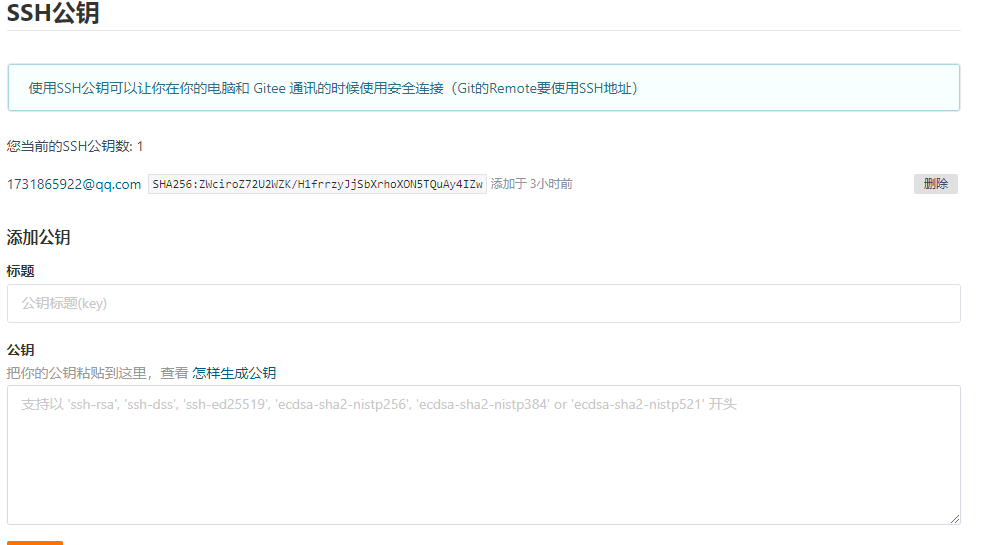 SSH公钥
使用SSH公钥可以让你在你的电脑和 Gitee 通讯的时候使用安全连接（Git的Remote要使用SSH地址）
您当前的SSH公钥数: 1
1731865922@qq.com SHA256:ZWciroZ72U2WZK/H1frrzyJjSbXrhoXON5TQuAy4IZw 添加于 3小时前 删除
添加公钥
标题
公钥标题(key)
公钥
把你的公钥粘贴到这里，查看 怎样生成公钥
支持以 'ssh-rsa', 'ssh-dss', 'ssh-ed25519', 'ecdsa-sha2-nistp256', 'ecdsa-sha2-nistp384' or 'ecdsa-sha2-nistp521' 开头